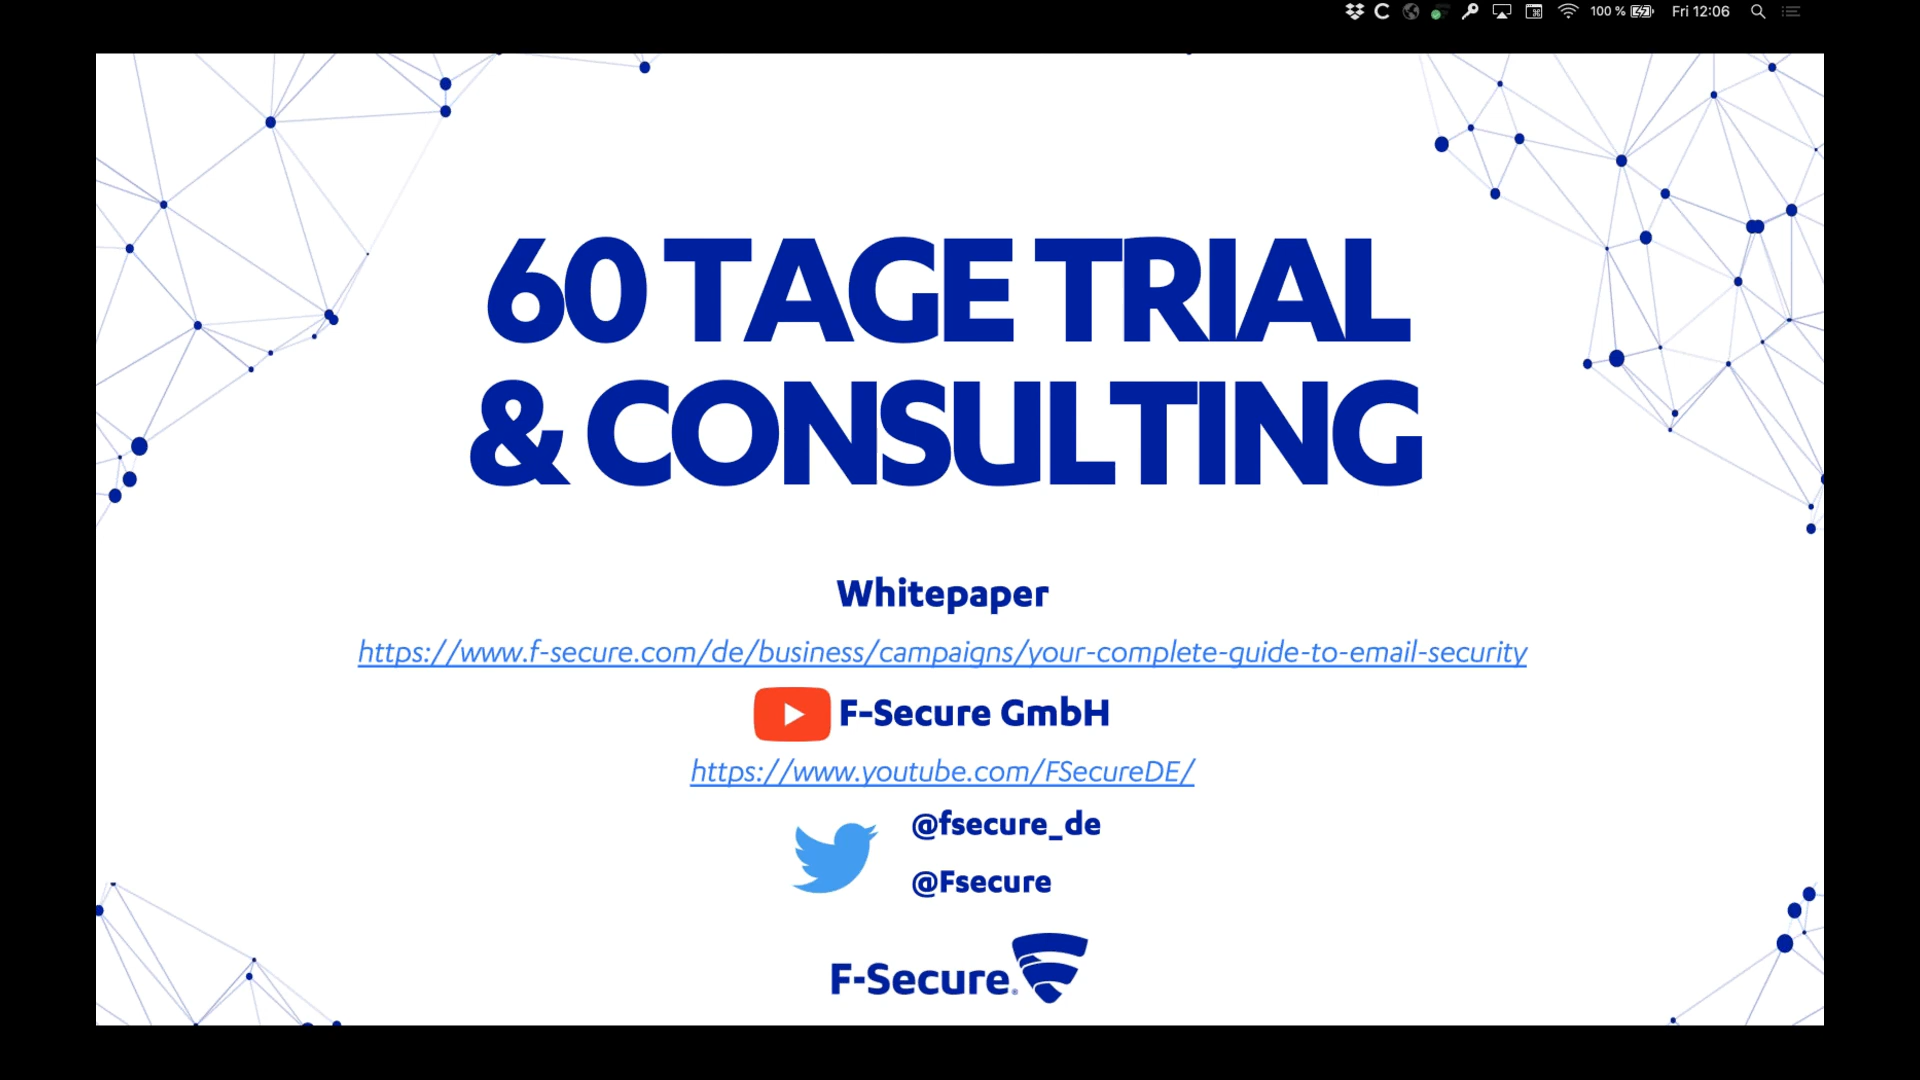 100 % Fri 12:06
60 TAGE TRIAL
& CONSULTING
Whitepaper
https://www.f-secure.com/de/business/campaigns/your-complete-guide-to-email-security
F-Secure GmbH
https://www.youtube.com/FSecureDE/
@fsecure_de
@Fsecure
F-Secure.